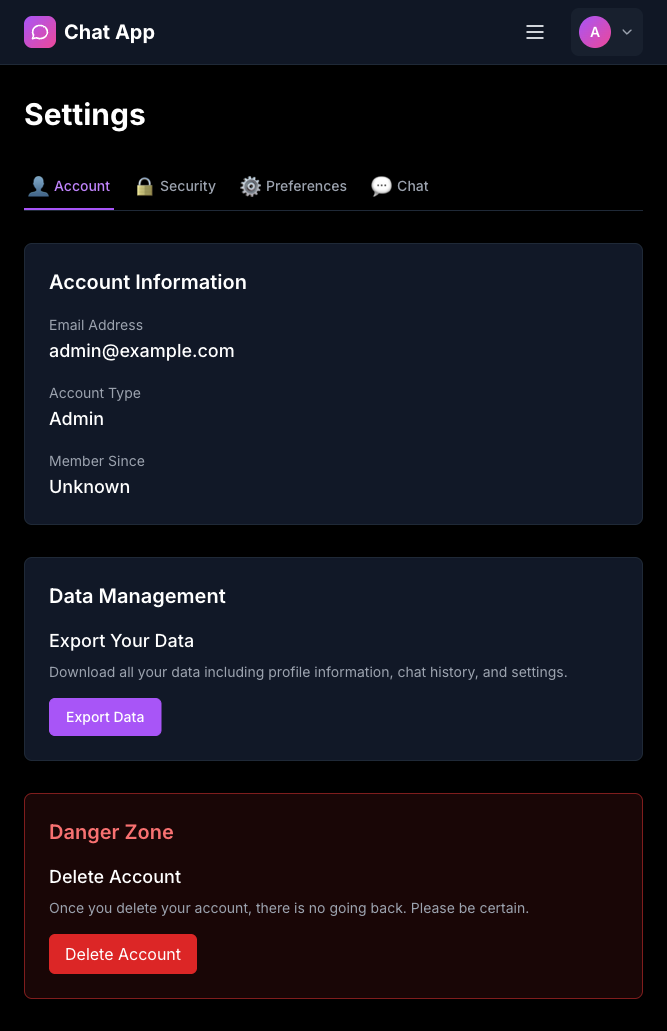 Chat App
A
Settings
Account Security Preferences Chat
Account Information
Email Address
admin@example.com
Account Type
Admin
Member Since
Unknown
Data Management
Export Your Data
Download all your data including profile information, chat history, and settings.
Export Data
Danger Zone
Delete Account
Once you delete your account, there is no going back. Please be certain.
Delete Account